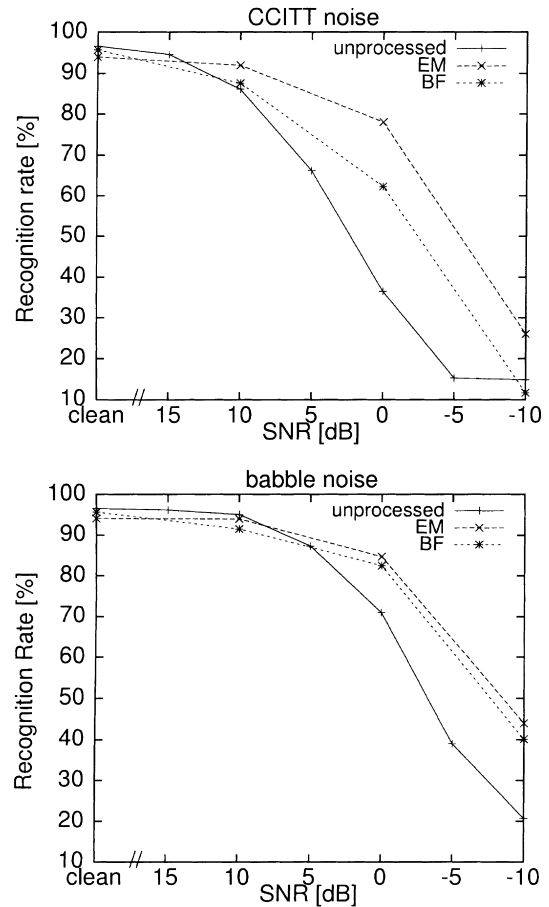 CCITT noise
100
90
80
70
60
50
40
30
20
10
Recognition rate [%]
unprocessed
EM
BF
clean // 15 10 5 0 -5 -10
SNR [dB]
babble noise
100
90
80
70
60
50
40
30
20
10
Recognition Rate [%]
unprocessed
EM
BF
clean // 15 10 5 0 -5 -10
SNR [dB]